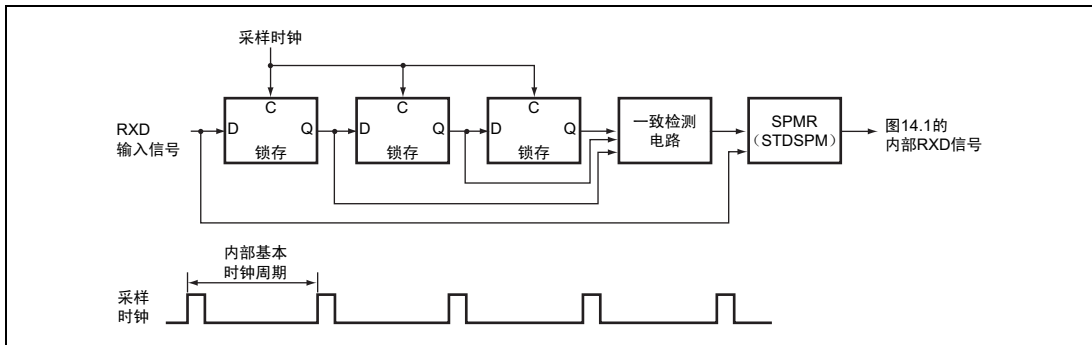 采样时钟
C
C
C
RXD
输入信号
D
Q
锁存
D
Q
锁存
D
Q
锁存
一致检测
电路
SPMR
（STDSPM）
图14.1的
内部RXD信号
内部基本
时钟周期
采样
时钟